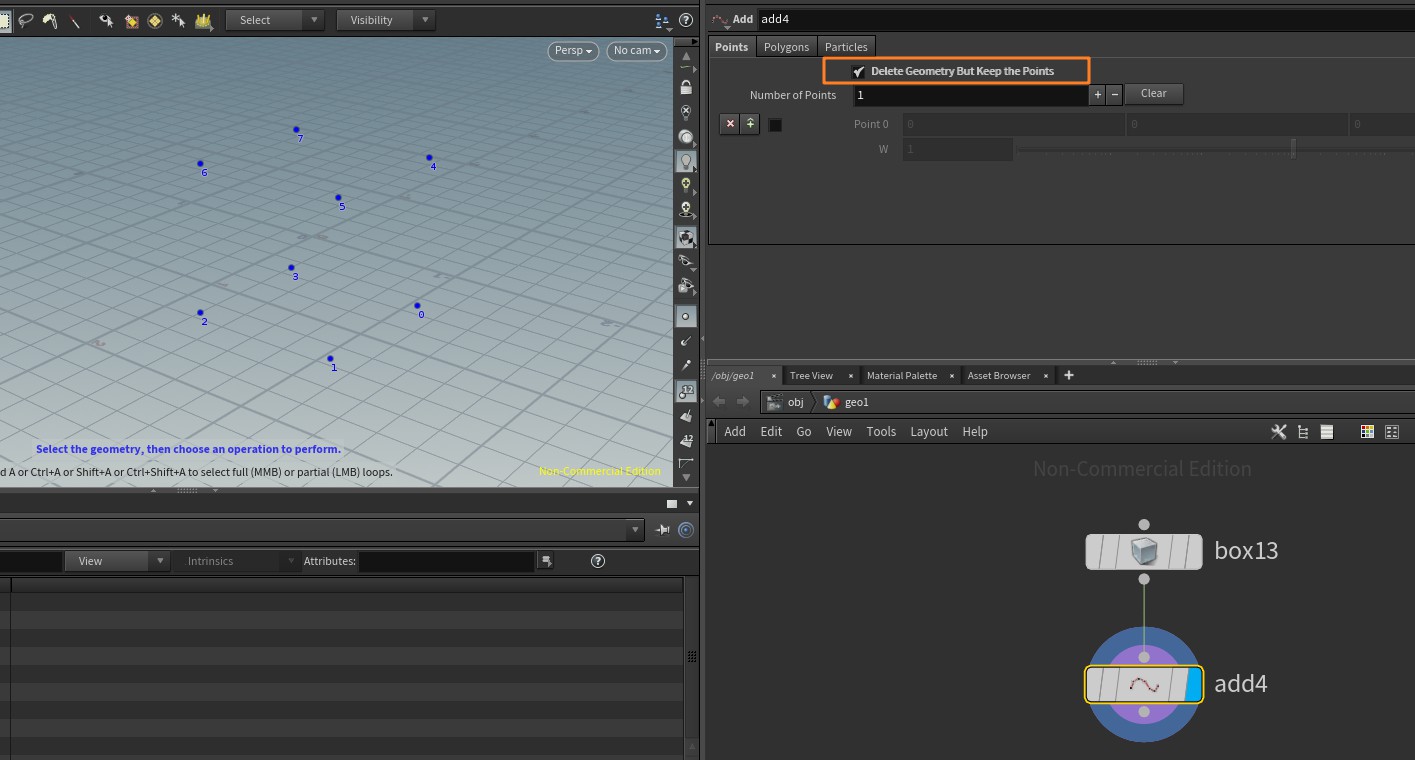 Select
Visibility
Persp
No cam
7
4
6
5
3
0
2
1
Select the geometry, then choose an operation to perform.
d A or Ctrl+A or Shift+A or Ctrl+Shift+A to select full (MMB) or partial (LMB) loops.
Non-Commercial Edition
View
Intrinsics
Attributes:
Add add4
Points Polygons Particles
Delete Geometry But Keep the Points
Number of Points 1 + − Clear
Point 0 0 0 0
W 1
/obj/geo1 × Tree View × Material Palette × Asset Browser × +
obj geo1
Add Edit Go View Tools Layout Help
Non-Commercial Edition
box13
add4
12
12